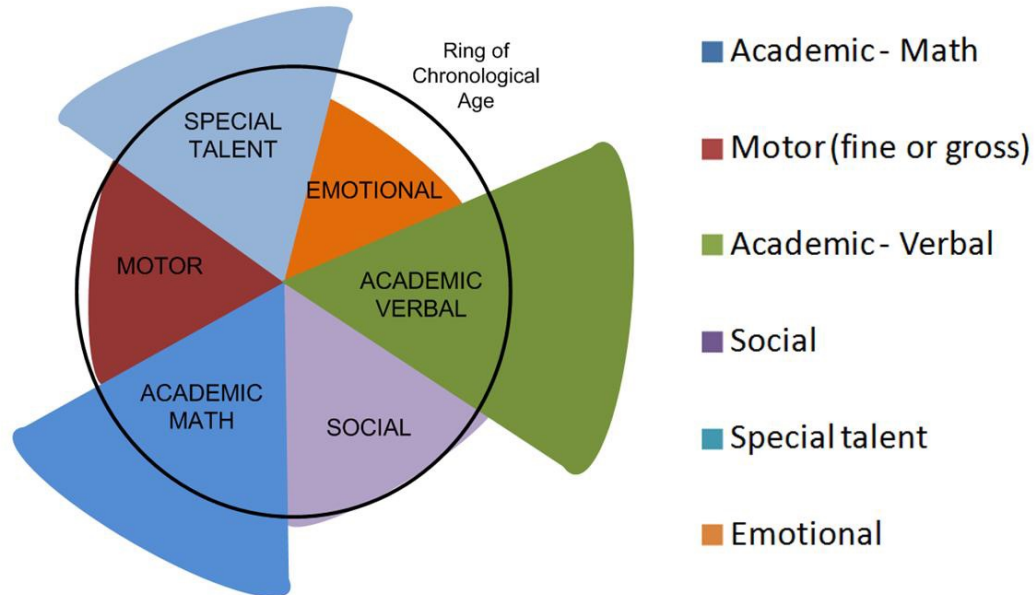 Ring of
Chronological
Age
SPECIAL
TALENT
EMOTIONAL
MOTOR
ACADEMIC
VERBAL
ACADEMIC
MATH
SOCIAL
Academic - Math
Motor (fine or gross)
Academic - Verbal
Social
Special talent
Emotional